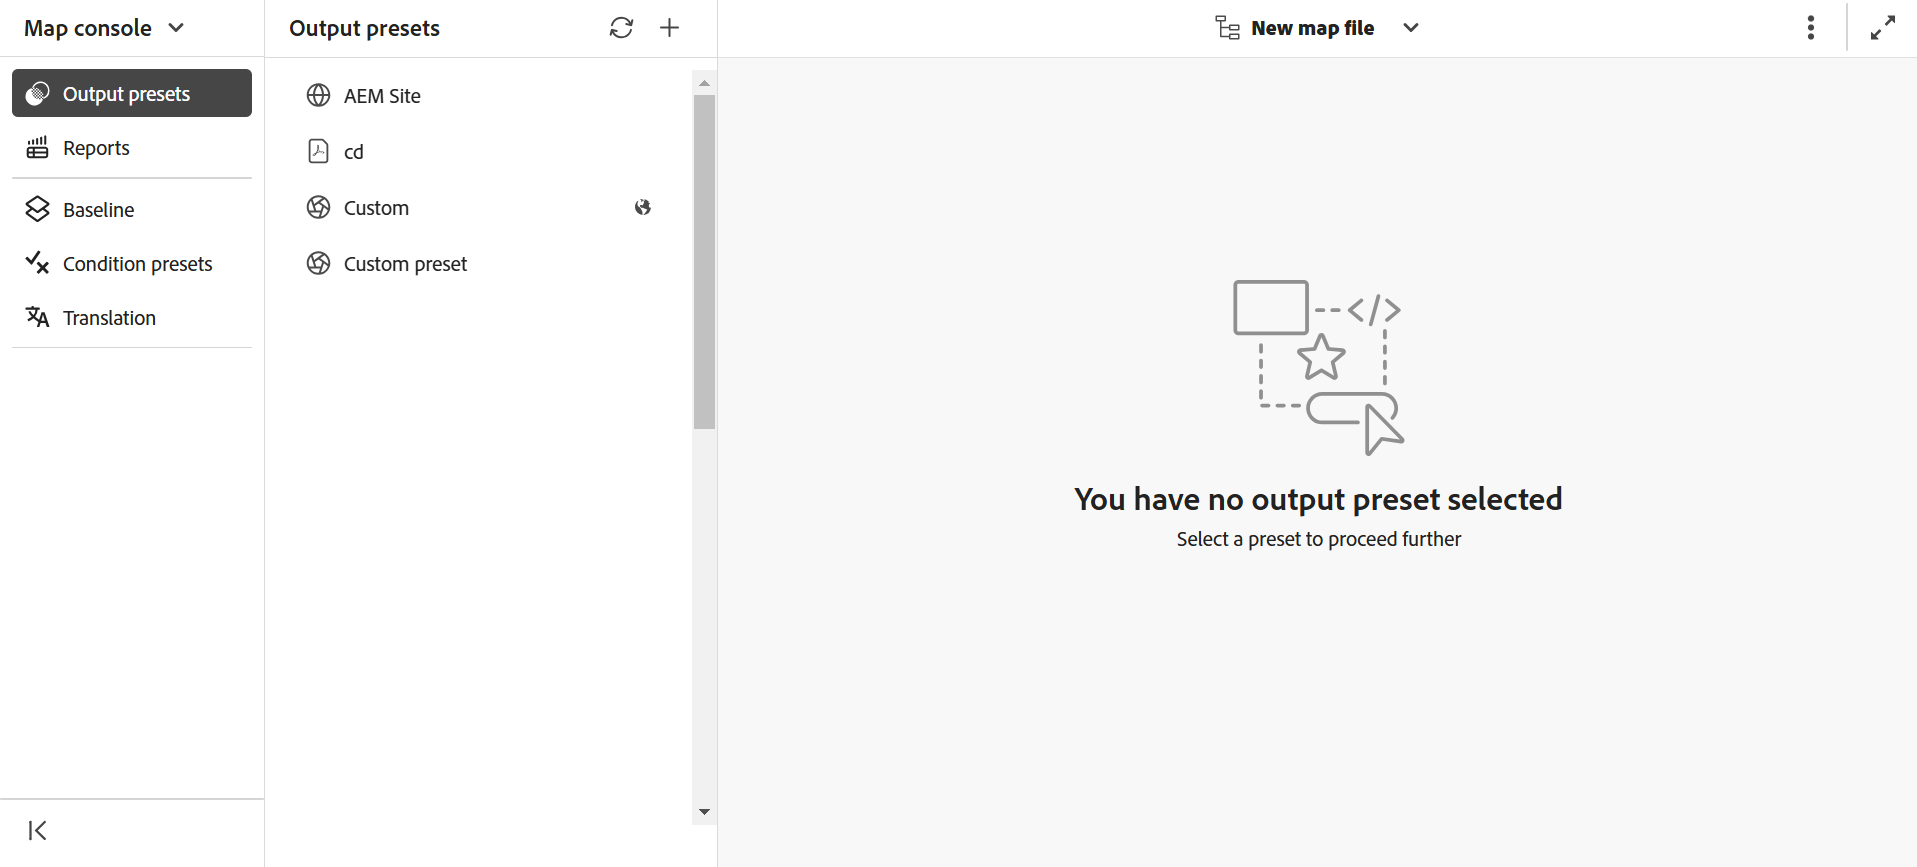 Map console
Output presets
Reports
Baseline
Condition presets
Translation
Output presets
AEM Site
cd
Custom
Custom preset
New map file
You have no output preset selected
Select a preset to proceed further